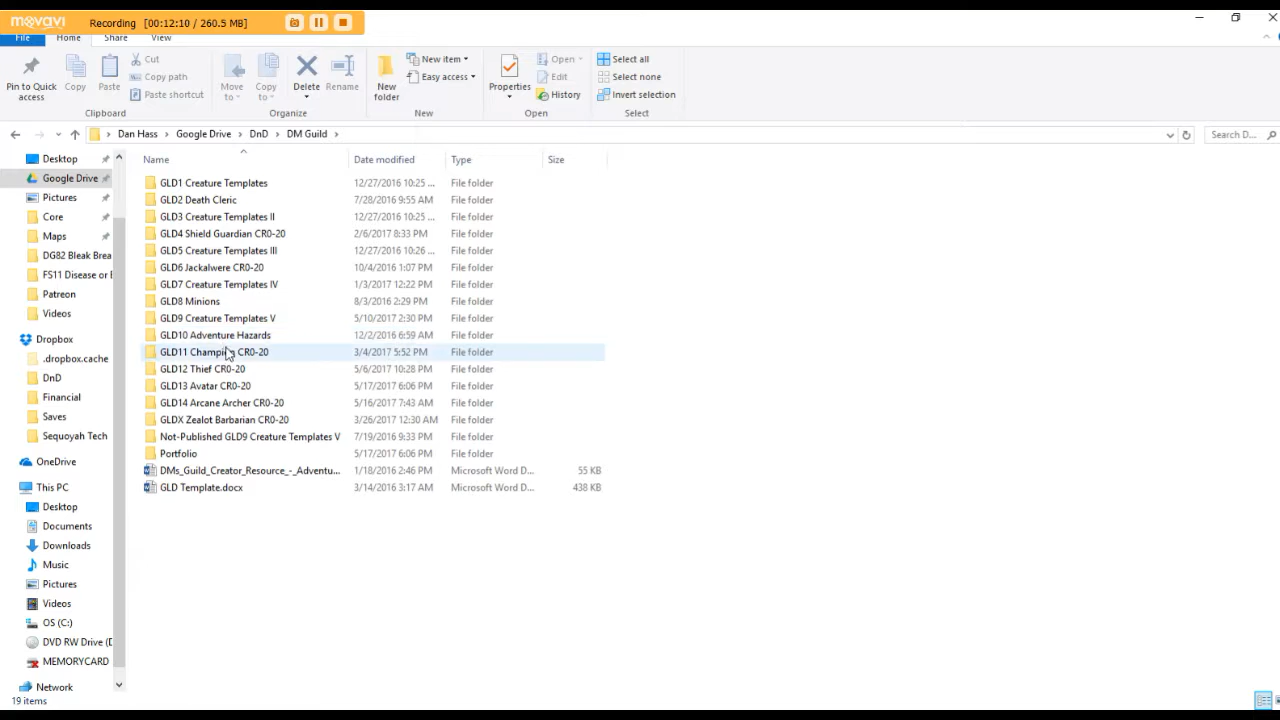 movavi Recording [00:12:10 / 260.5 MB]
File Home Share View
Pin to Quick access
Copy
Paste
Cut
Copy path
Paste shortcut
Clipboard
Move to
Copy to
Delete
Rename
Organize
New folder
New item
Easy access
New
Properties
Open
Edit
History
Open
Select all
Select none
Invert selection
Select
Dan Hass > Google Drive > DnD > DM Guild >
Search D...
Name Date modified Type Size
Desktop
Google Drive
Pictures
Core
Maps
DG82 Bleak Brea
FS11 Disease or
Patreon
Videos
Dropbox
.dropbox.cache
DnD
Financial
Saves
Sequoyah Tech
OneDrive
This PC
Desktop
Documents
Downloads
Music
Pictures
Videos
OS (C:)
DVD RW Drive (
MEMORYCARD
Network
GLD1 Creature Templates 12/27/2016 10:25 ... File folder
GLD2 Death Cleric 7/28/2016 9:55 AM File folder
GLD3 Creature Templates II 12/27/2016 10:25 ... File folder
GLD4 Shield Guardian CR0-20 2/6/2017 8:33 PM File folder
GLD5 Creature Templates III 12/27/2016 10:26 ... File folder
GLD6 Jackalwere CR0-20 10/4/2016 1:07 PM File folder
GLD7 Creature Templates IV 1/3/2017 12:22 PM File folder
GLD8 Minions 8/3/2016 2:29 PM File folder
GLD9 Creature Templates V 5/10/2017 2:30 PM File folder
GLD10 Adventure Hazards 12/2/2016 6:59 AM File folder
GLD11 Champion CR0-20 3/4/2017 5:52 PM File folder
GLD12 Thief CR0-20 5/6/2017 10:28 PM File folder
GLD13 Avatar CR0-20 5/17/2017 6:06 PM File folder
GLD14 Arcane Archer CR0-20 5/16/2017 7:43 AM File folder
GLDX Zealot Barbarian CR0-20 3/26/2017 12:30 AM File folder
Not-Published GLD9 Creature Templates V 7/19/2016 9:33 PM File folder
Portfolio 5/17/2017 6:06 PM File folder
DMs_Guild_Creator_Resource_-_Adventu... 1/18/2016 2:46 PM Microsoft Word D... 55 KB
GLD Template.docx 3/14/2016 3:17 AM Microsoft Word D... 438 KB
19 items